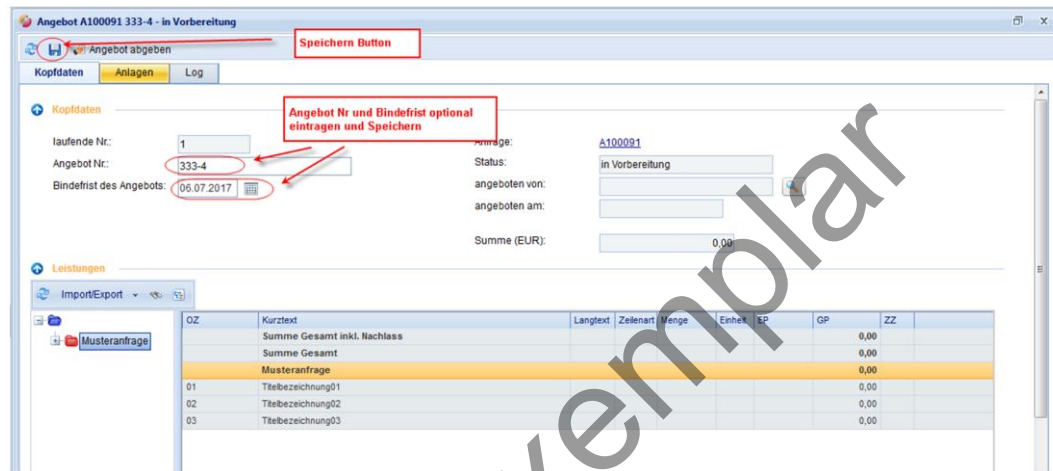 Angebot A100091 333-4 - in Vorbereitung
Angebot abgeben
Speichern Button
Kopfdaten Anlagen Log
Kopfdaten
Angebot Nr und Bindefrist optional
eintragen und Speichern
laufende Nr.: 1
Angebot Nr.: 333-4
Bindefrist des Angebots: 06.07.2017
Anfrage: A100091
Status: in Vorbereitung
angeboten von:
angeboten am:
Summe (EUR): 0,00
Leistungen
Import/Export
Musteranfrage
OZ Kurztext Langtext Zeilenart Menge Einheit EP GP ZZ
Summe Gesamt inkl. Nachlass 0,00
Summe Gesamt 0,00
Musteranfrage 0,00
01 Titelbezeichnung01 0,00
02 Titelbezeichnung02 0,00
03 Titelbezeichnung03 0,00